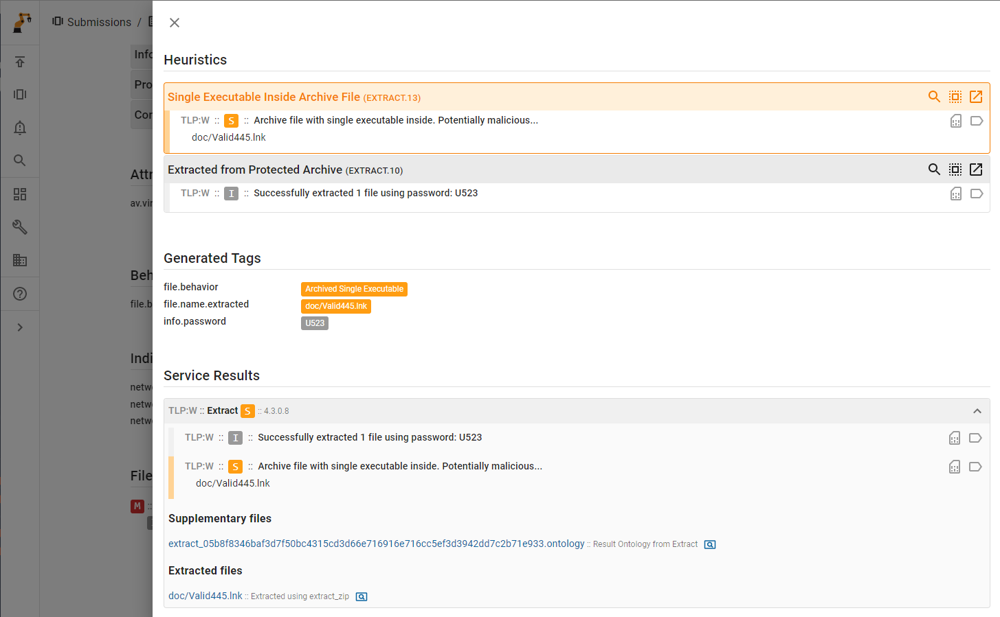 Submissions /
Info
Pro
Con
Attr
av.vir
Beh
file.b
Indi
netw
netw
netw
File
M ::
Heuristics
Single Executable Inside Archive File (EXTRACT.13)
TLP:W :: S :: Archive file with single executable inside. Potentially malicious...
doc/Valid445.lnk
Extracted from Protected Archive (EXTRACT.10)
TLP:W :: I :: Successfully extracted 1 file using password: U523
Generated Tags
file.behavior Archived Single Executable
file.name.extracted doc/Valid445.lnk
info.password U523
Service Results
TLP:W :: Extract S :: 4.3.0.8
TLP:W :: I :: Successfully extracted 1 file using password: U523
TLP:W :: S :: Archive file with single executable inside. Potentially malicious...
doc/Valid445.lnk
Supplementary files
extract_05b8f8346baf3d7f50bc4315cd3d66e716916e716cc5ef3d3942dd7c2b71e933.ontology :: Result Ontology from Extract
Extracted files
doc/Valid445.lnk :: Extracted using extract_zip